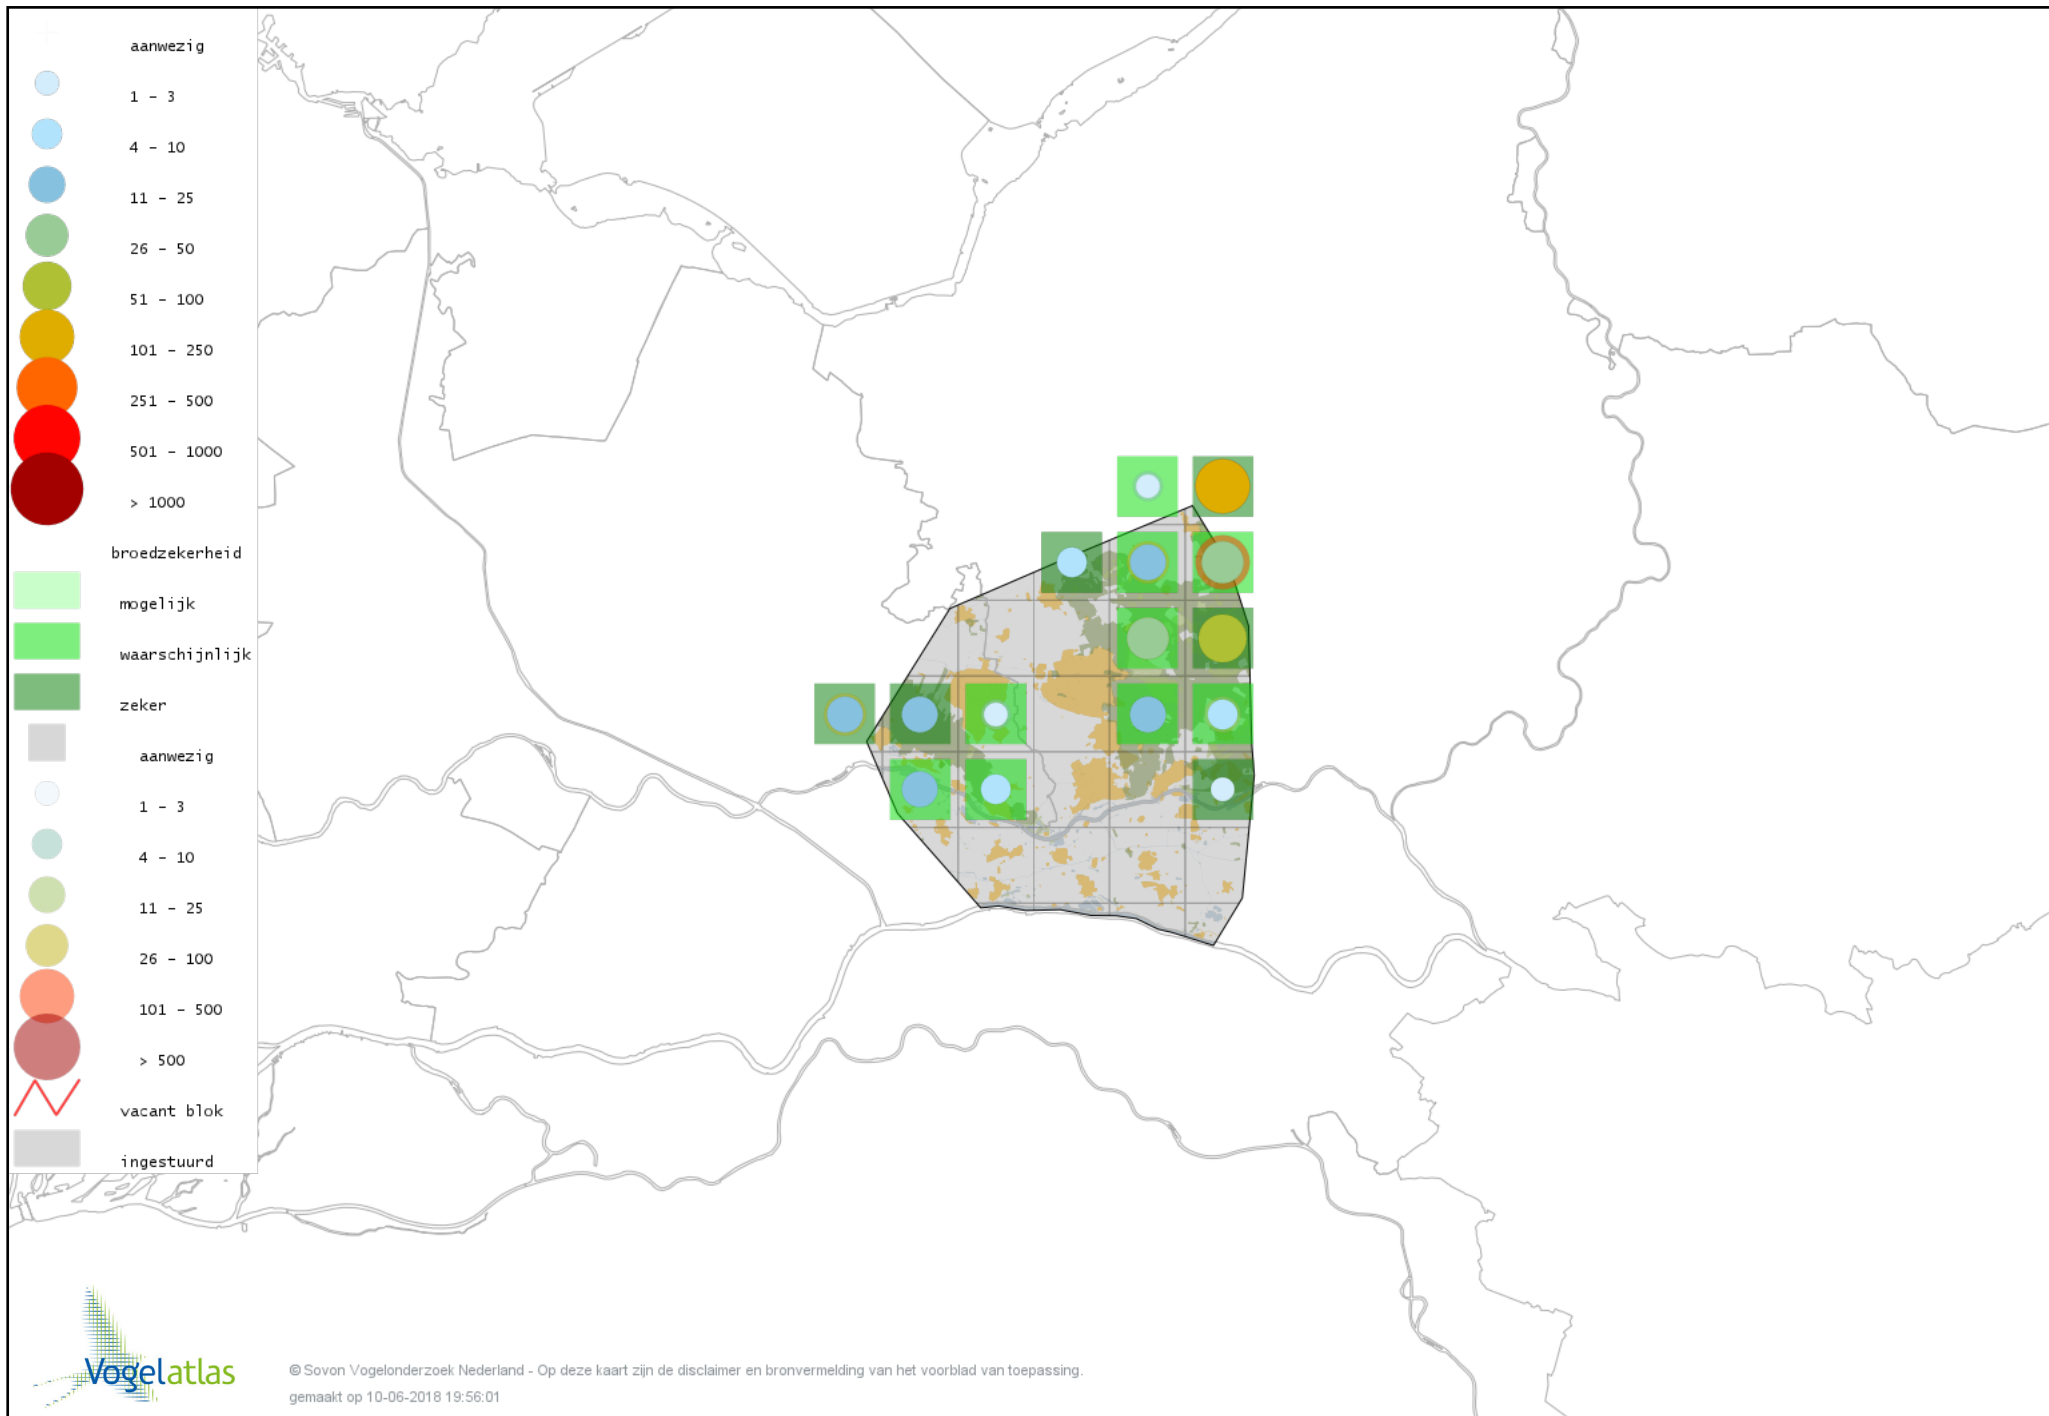 aanwezig
1 - 3
4 - 10
11 - 25
26 - 50
51 - 100
101 - 250
251 - 500
501 - 1000
> 1000
broedzekerheid
mogelijk
waarschijnlijk
zeker
aanwezig
1 - 3
4 - 10
11 - 25
26 - 100
101 - 500
> 500
vacant blok
ingestuurd
Vogelatlas
© Sovon Vogelonderzoek Nederland - Op deze kaart zijn de disclaimer en bronvermelding van het voorblad van toepassing.
gemaakt op 10-06-2018 19:56:01